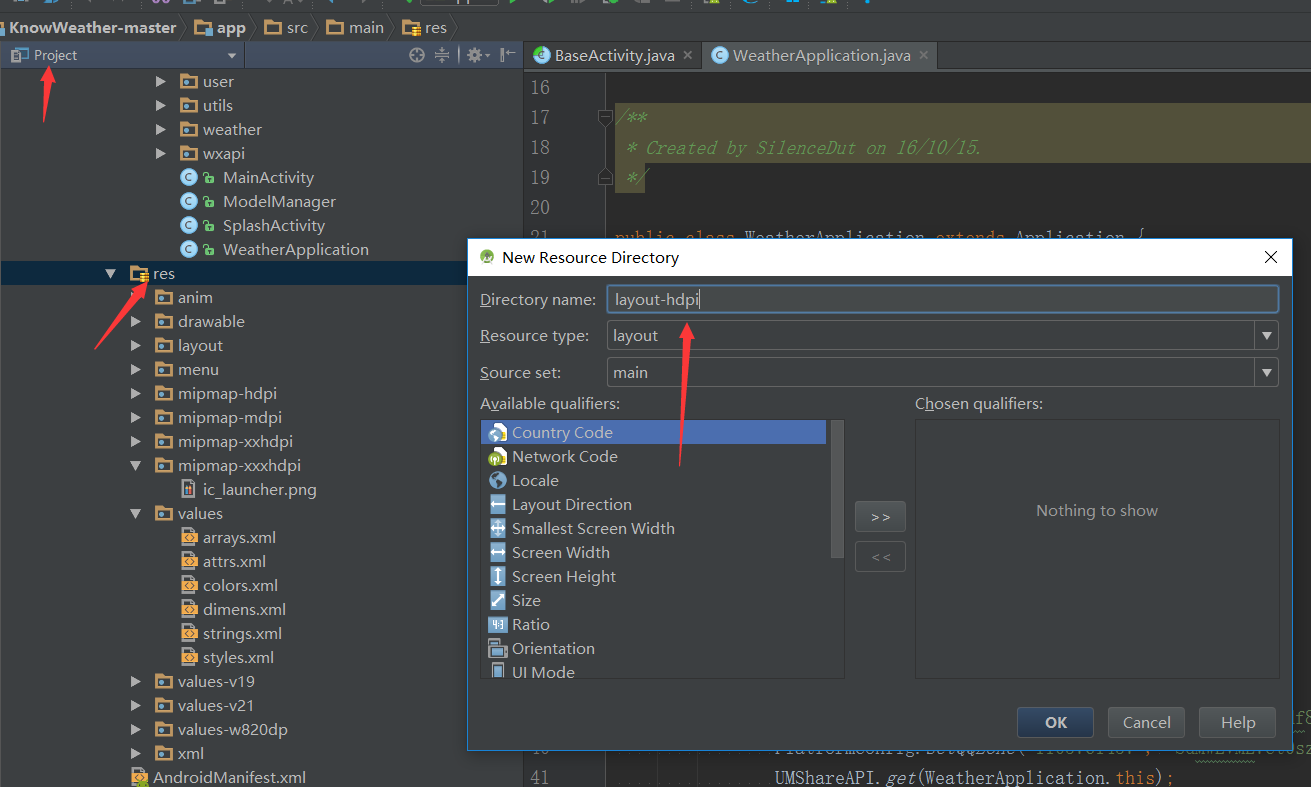 KnowWeather-master app src main res
Project
BaseActivity.java
WeatherApplication.java
user
utils
weather
wxapi
MainActivity
ModelManager
SplashActivity
WeatherApplication
res
anim
drawable
layout
menu
mipmap-hdpi
mipmap-mdpi
mipmap-xxhdpi
mipmap-xxxhdpi
ic_launcher.png
values
arrays.xml
attrs.xml
colors.xml
dimens.xml
strings.xml
styles.xml
values-v19
values-v21
values-w820dp
xml
AndroidManifest.xml
16
17 /**
18 * Created by SilenceDut on 16/10/15.
19 */
20
21 public class WeatherApplication extends Application {
New Resource Directory
Directory name: layout-hdpi
Resource type: layout
Source set: main
Available qualifiers:
Chosen qualifiers:
Country Code
Network Code
Locale
Layout Direction
Smallest Screen Width
Screen Width
Screen Height
Size
Ratio
Orientation
UI Mode
>>
<<
Nothing to show
OK
Cancel
Help
41 UMShareAPI.get(WeatherApplication.this);